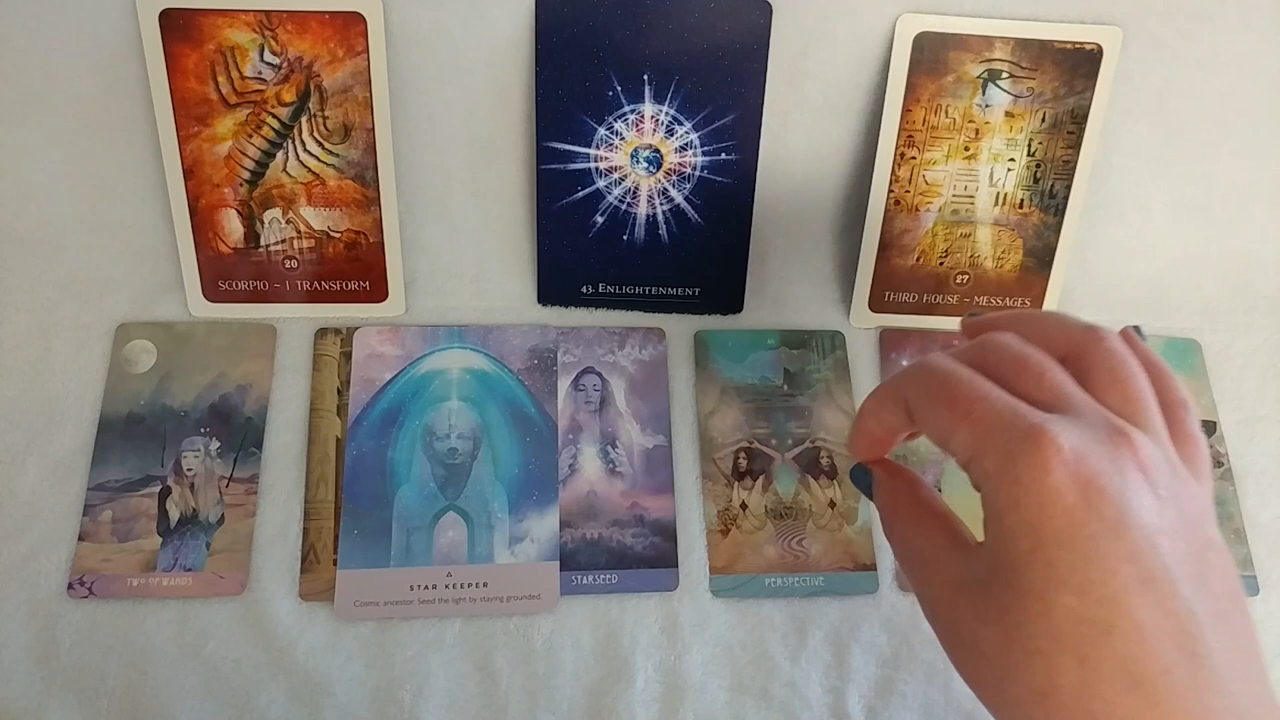 20
SCORPIO ~ I TRANSFORM
43. ENLIGHTENMENT
27
THIRD HOUSE ~ MESSAGES
TWO OF WANDS
STAR KEEPER
Cosmic ancestor. Seed the light by staying grounded.
STARSEED
PERSPECTIVE